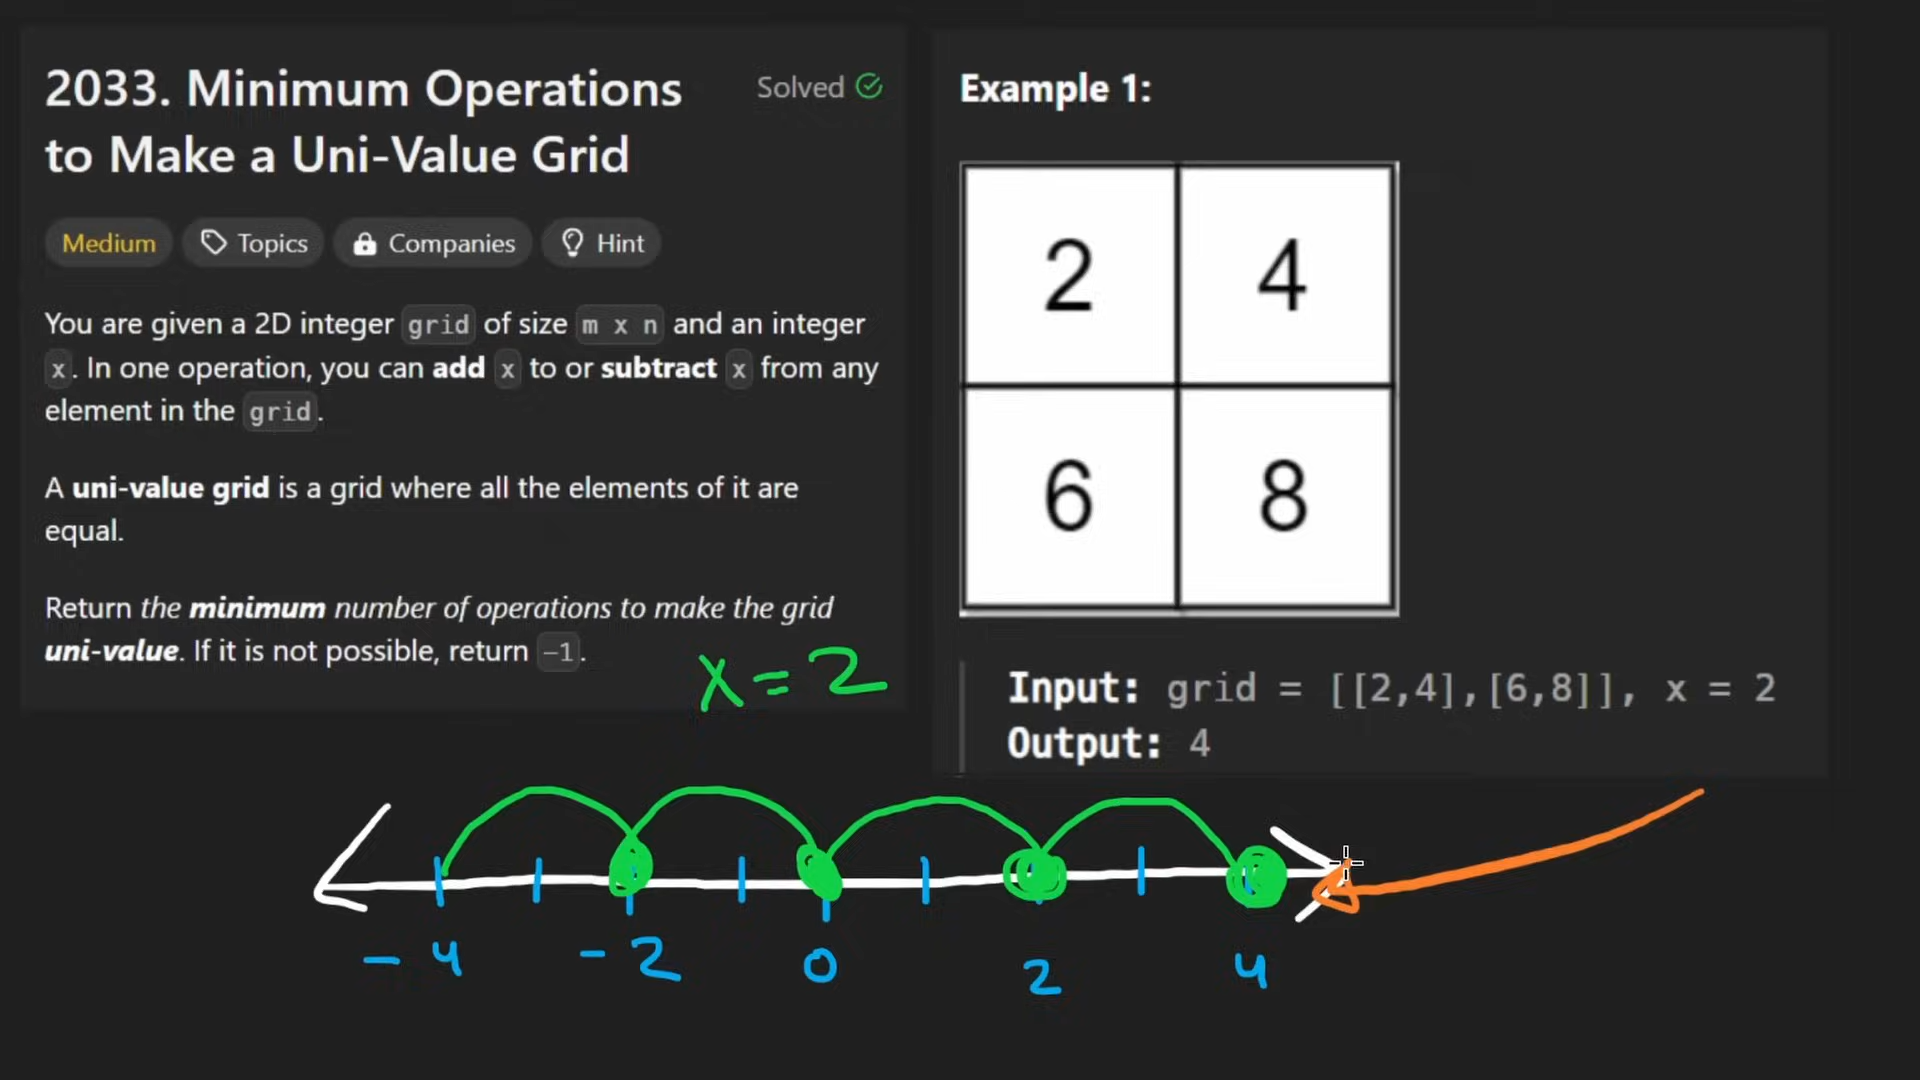 2033. Minimum Operations
to Make a Uni-Value Grid
Solved
Medium Topics Companies Hint
You are given a 2D integer grid of size m x n and an integer
x. In one operation, you can add x to or subtract x from any
element in the grid.
A uni-value grid is a grid where all the elements of it are
equal.
Return the minimum number of operations to make the grid
uni-value. If it is not possible, return -1.
x = 2
Example 1:
2 4
6 8
Input: grid = [[2,4],[6,8]], x = 2
Output: 4
-4 -2 0 2 4